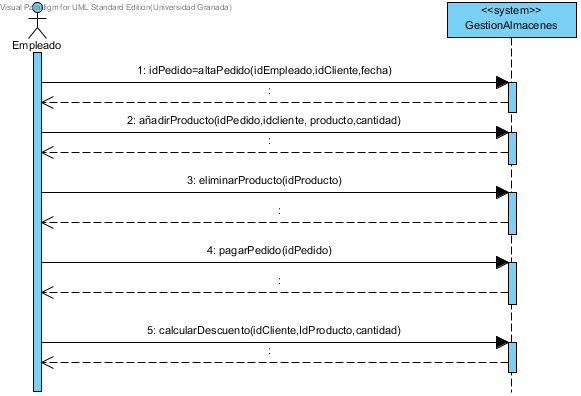 Visual Paradigm for UML Standard Edition(Universidad Granada)
<<system>>
GestionAlmacenes
Empleado
1: idPedido=altaPedido(idEmpleado,idCliente,fecha)
:
2: añadirProducto(idPedido,idcliente, producto,cantidad)
:
3: eliminarProducto(idProducto)
:
4: pagarPedido(idPedido)
:
5: calcularDescuento(idCliente,IdProducto,cantidad)
: